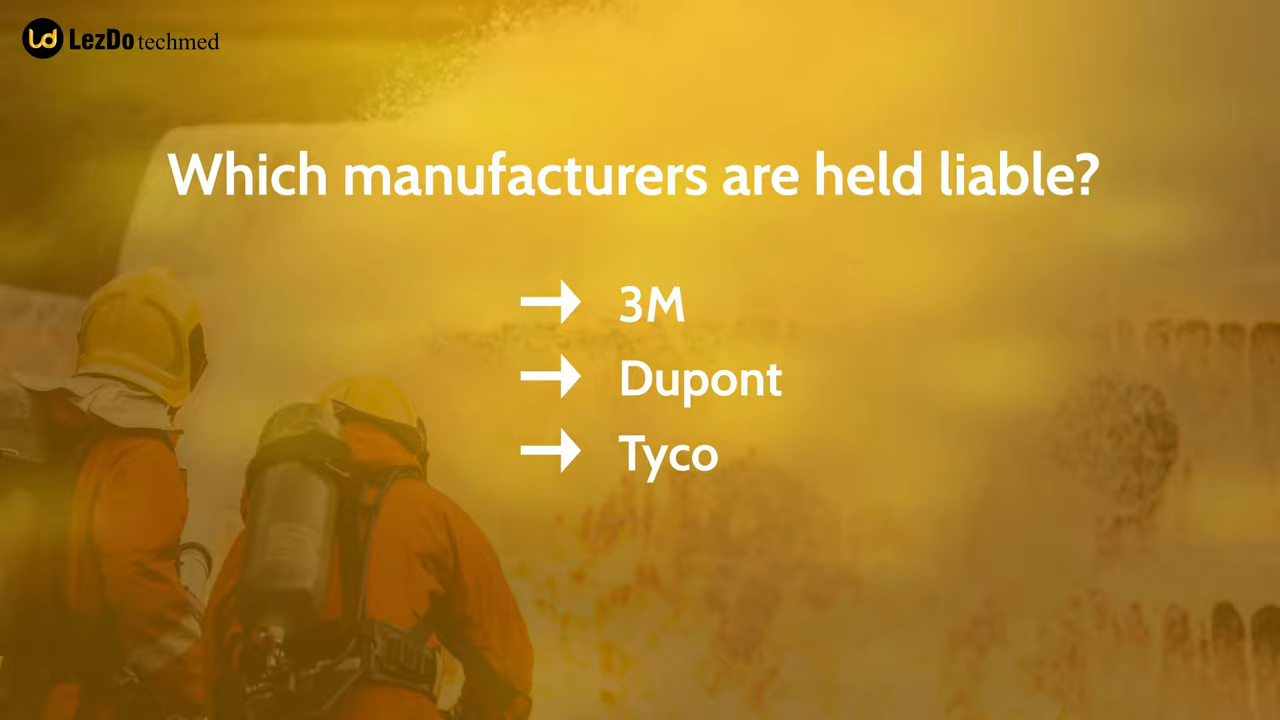 LezDo techmed
Which manufacturers are held liable?
3M
Dupont
Tyco